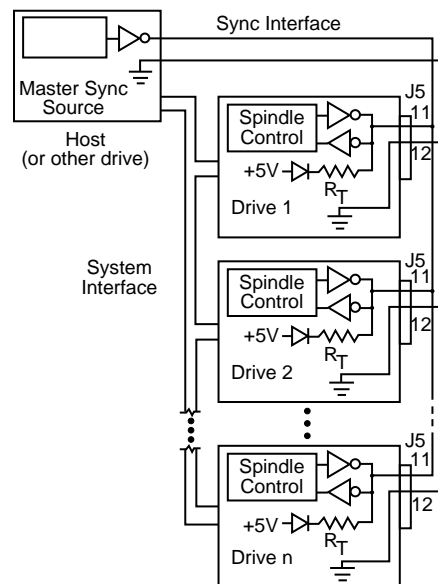 Sync Interface
Master Sync
Source
Host
(or other drive)
System
Interface
J5
11
12
Spindle
Control
+5V
RT
Drive 1
J5
11
12
Spindle
Control
+5V
RT
Drive 2
J5
11
12
Spindle
Control
+5V
RT
Drive n